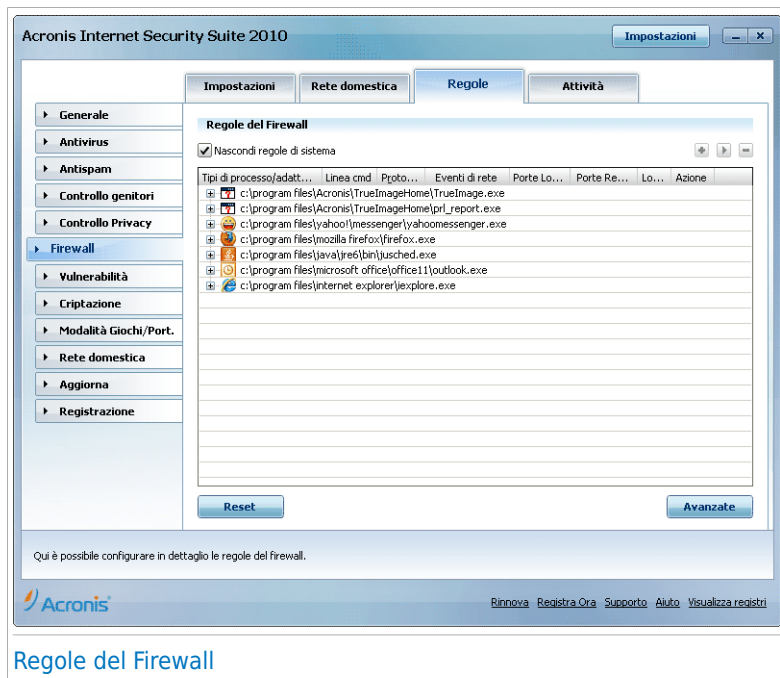 Acronis Internet Security Suite 2010
Impostazioni
Impostazioni
Rete domestica
Regole
Attività
Generale
Antivirus
Antispam
Controllo genitori
Controllo Privacy
Firewall
Vulnerabilità
Criptazione
Modalità Giochi/Port.
Rete domestica
Aggiorna
Registrazione
Regole del Firewall
Nascondi regole di sistema
Tipi di processo/adatt... Linea cmd Proto... Eventi di rete Porte Lo... Porte Re... Lo... Azione
c:\program files\Acronis\TrueImageHome\TrueImage.exe
c:\program files\Acronis\TrueImageHome\prl_report.exe
c:\program files\yahoo!\messenger\yahoomessenger.exe
c:\program files\mozilla firefox\firefox.exe
c:\program files\java\jre6\bin\jusched.exe
c:\program files\microsoft office\office11\outlook.exe
c:\program files\internet explorer\iexplore.exe
Reset
Avanzate
Qui è possibile configurare in dettaglio le regole del firewall.
Acronis
Rinnova Registra Ora Supporto Aiuto Visualizza registri
Regole del Firewall